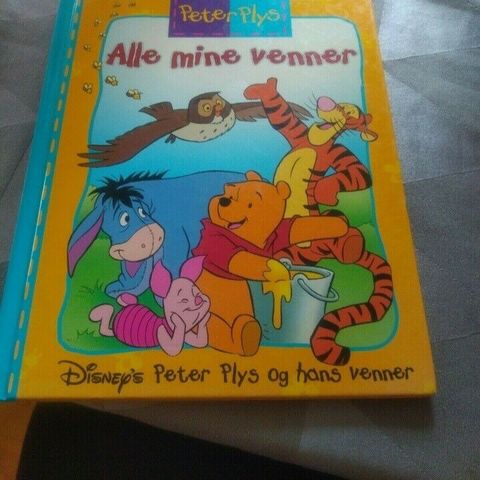 Peter Plys
Alle mine venner
Disney's Peter Plys og hans venner